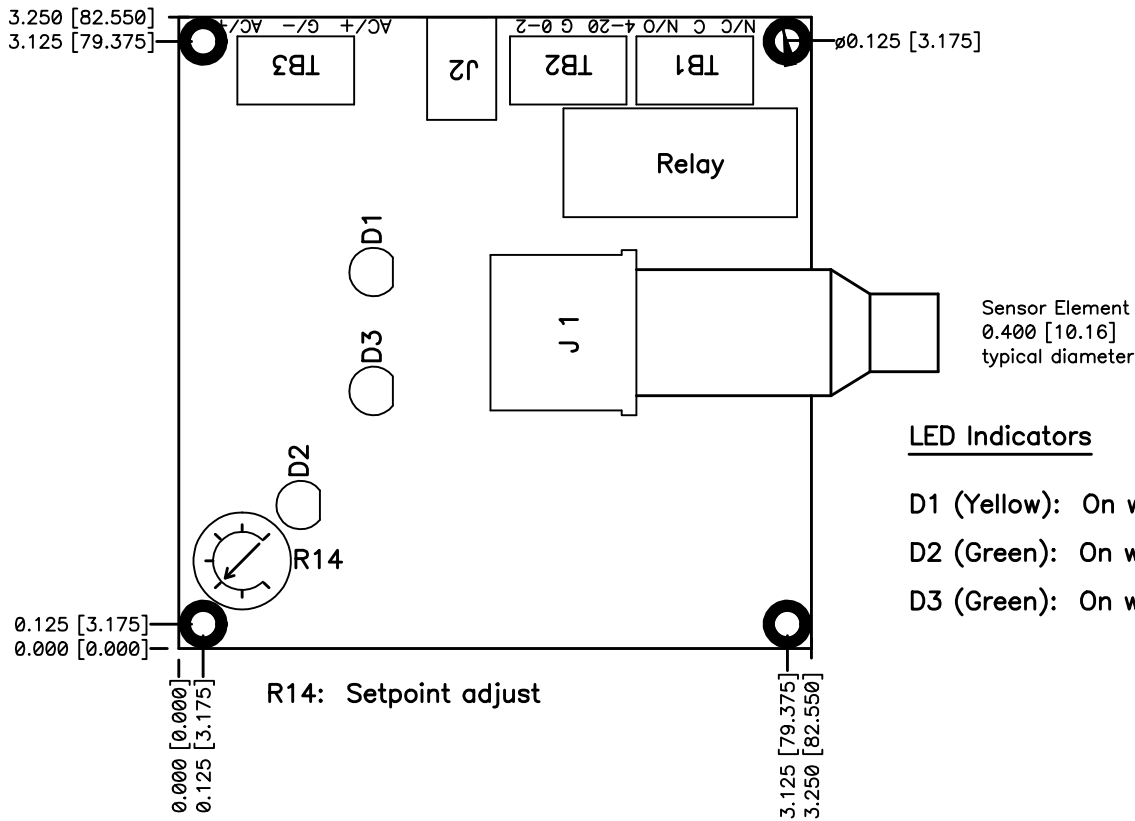 3.250 [82.550]
3.125 [79.375]
AC/+ G/- AC/+
N/C C N/O 4-20 G 0-2
ø0.125 [3.175]
TB3
J2
TB2
TB1
Relay
D1
D3
J 1
Sensor Element
0.400 [10.16]
typical diameter
LED Indicators
D1 (Yellow): On
D2 (Green): On
D3 (Green): On
D2
R14
0.125 [3.175]
0.000 [0.000]
R14: Setpoint adjust
0.000 [0.000]
0.125 [3.175]
3.125 [79.375]
3.250 [82.550]